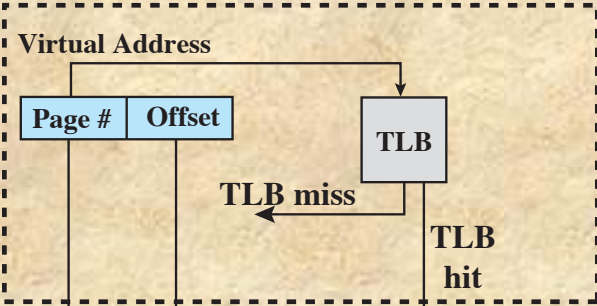 Virtual Address
Page # Offset
TLB
TLB miss
TLB
hit